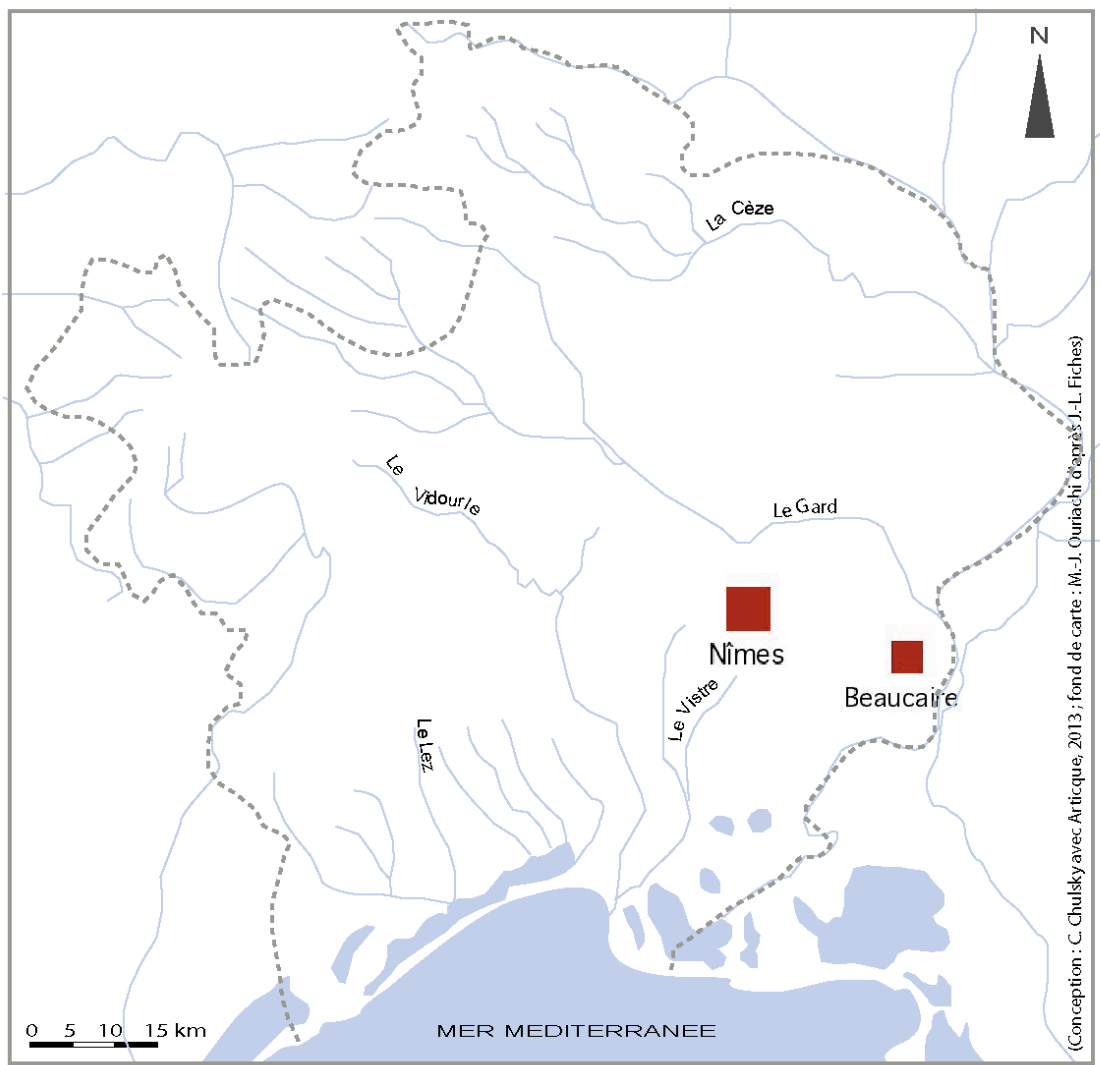 N
La Cèze
Le
Vidourle
Le Gard
Nîmes
Beaucaire
Le Vistre
Le Lez
0 5 10 15 km
MER MEDITERRANEE
(Conception : C. Chulsky avec Articque, 2013 ; fond de carte : M.-J. Ouriachi d'après J.-L. Fiches)